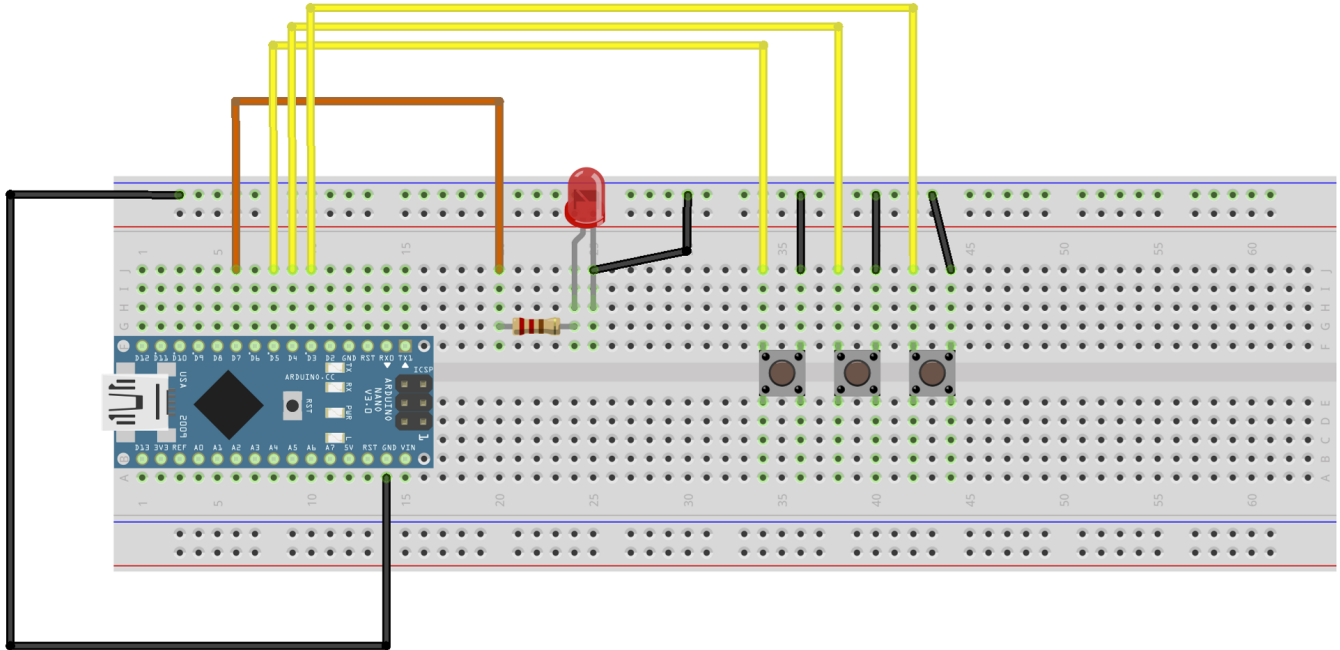 1 5 10 15 20 25 30 35 40 45 50 55 60
J
I
H
G
F
D12 D11 D10 D9 D8 D7 D6 D5 D4 D3 D2 GND RST RX0 TX1
TX
RX
PWR
L
USA
2009
ARDUINO.CC
RST
ICSP
ARDUINO
NANO
V3.0
1
D13 3V3 REF A0 A1 A2 A3 A4 A5 A6 A7 5V RST GND VIN
E
D
C
B
A
1 5 10 15 20 25 30 35 40 45 50 55 60